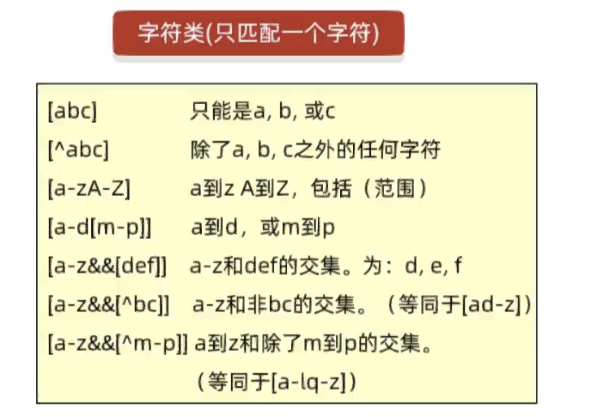 字符类(只匹配一个字符)
[abc] 只能是a, b, 或c
[^abc] 除了a, b, c之外的任何字符
[a-zA-Z] a到z A到Z，包括（范围）
[a-d[m-p]] a到d，或m到p
[a-z&&[def]] a-z和def的交集。为：d, e, f
[a-z&&[^bc]] a-z和非bc的交集。（等同于[ad-z]）
[a-z&&[^m-p]] a到z和除了m到p的交集。
（等同于[a-lq-z]）